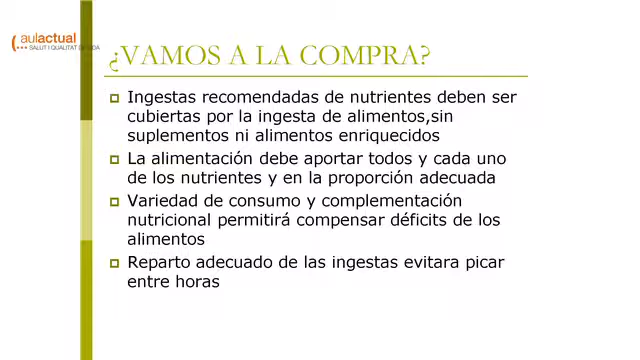 aulactual
SALUT I QUALITAT DE VIDA
¿VAMOS A LA COMPRA?
Ingestas recomendadas de nutrientes deben ser
cubiertas por la ingesta de alimentos,sin
suplementos ni alimentos enriquecidos
La alimentación debe aportar todos y cada uno
de los nutrientes y en la proporción adecuada
Variedad de consumo y complementación
nutricional permitirá compensar déficits de los
alimentos
Reparto adecuado de las ingestas evitara picar
entre horas